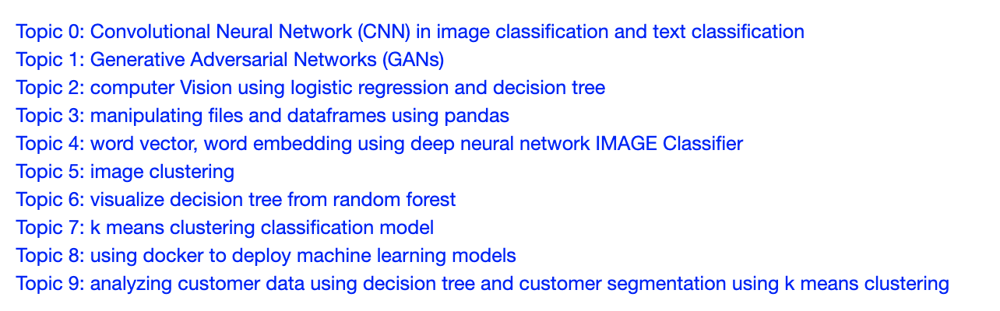 Topic 0: Convolutional Neural Network (CNN) in image classification and text classification
Topic 1: Generative Adversarial Networks (GANs)
Topic 2: computer Vision using logistic regression and decision tree
Topic 3: manipulating files and dataframes using pandas
Topic 4: word vector, word embedding using deep neural network IMAGE Classifier
Topic 5: image clustering
Topic 6: visualize decision tree from random forest
Topic 7: k means clustering classification model
Topic 8: using docker to deploy machine learning models
Topic 9: analyzing customer data using decision tree and customer segmentation using k means clustering